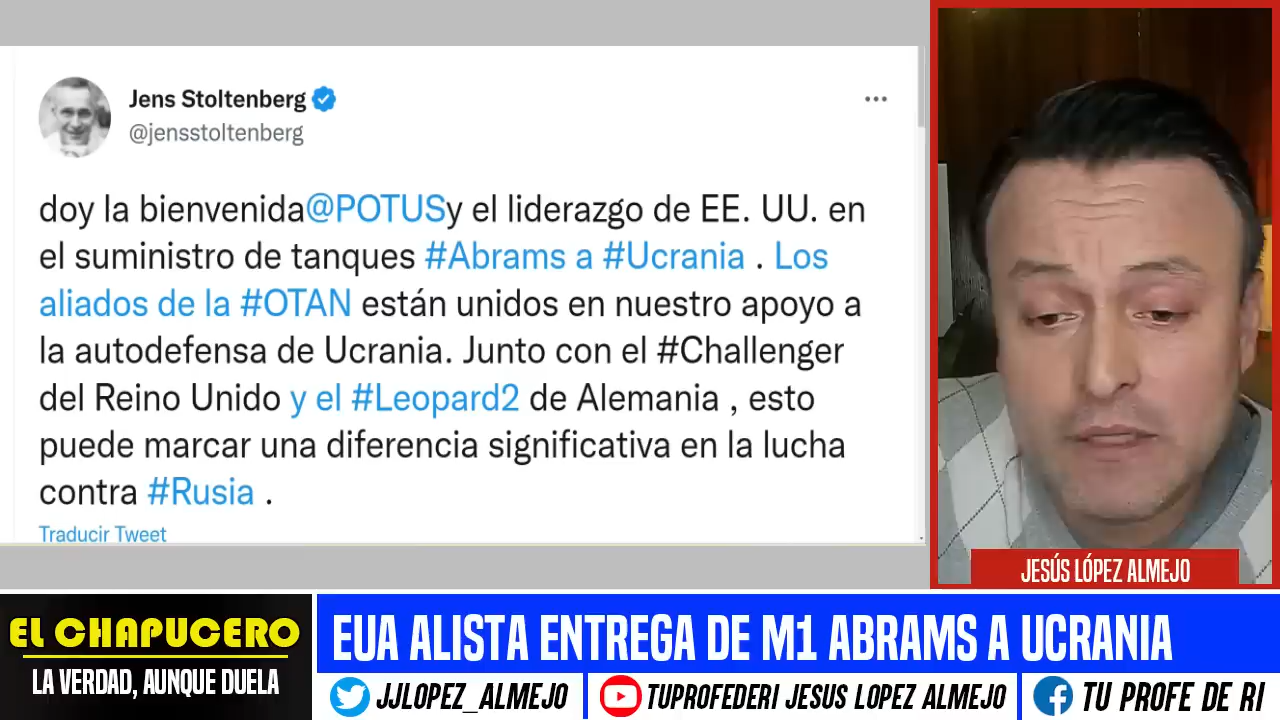 Jens Stoltenberg
@jensstoltenberg
doy la bienvenida@POTUSy el liderazgo de EE. UU. en
el suministro de tanques #Abrams a #Ucrania . Los
aliados de la #OTAN están unidos en nuestro apoyo a
la autodefensa de Ucrania. Junto con el #Challenger
del Reino Unido y el #Leopard2 de Alemania , esto
puede marcar una diferencia significativa en la lucha
contra #Rusia .
Traducir Tweet
JESÚS LÓPEZ ALMEJO
EL CHAPUCERO
LA VERDAD, AUNQUE DUELA
EUA ALISTA ENTREGA DE M1 ABRAMS A UCRANIA
JJLOPEZ_ALMEJO
TUPROFEDERI JESUS LOPEZ ALMEJO
TU PROFE DE RI